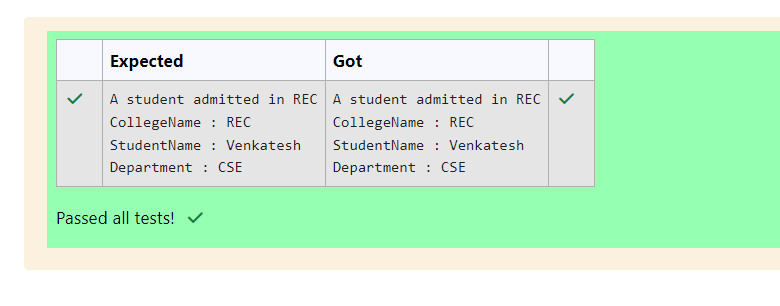 Expected Got
A student admitted in REC A student admitted in REC
CollegeName : REC CollegeName : REC
StudentName : Venkatesh StudentName : Venkatesh
Department : CSE Department : CSE
Passed all tests!